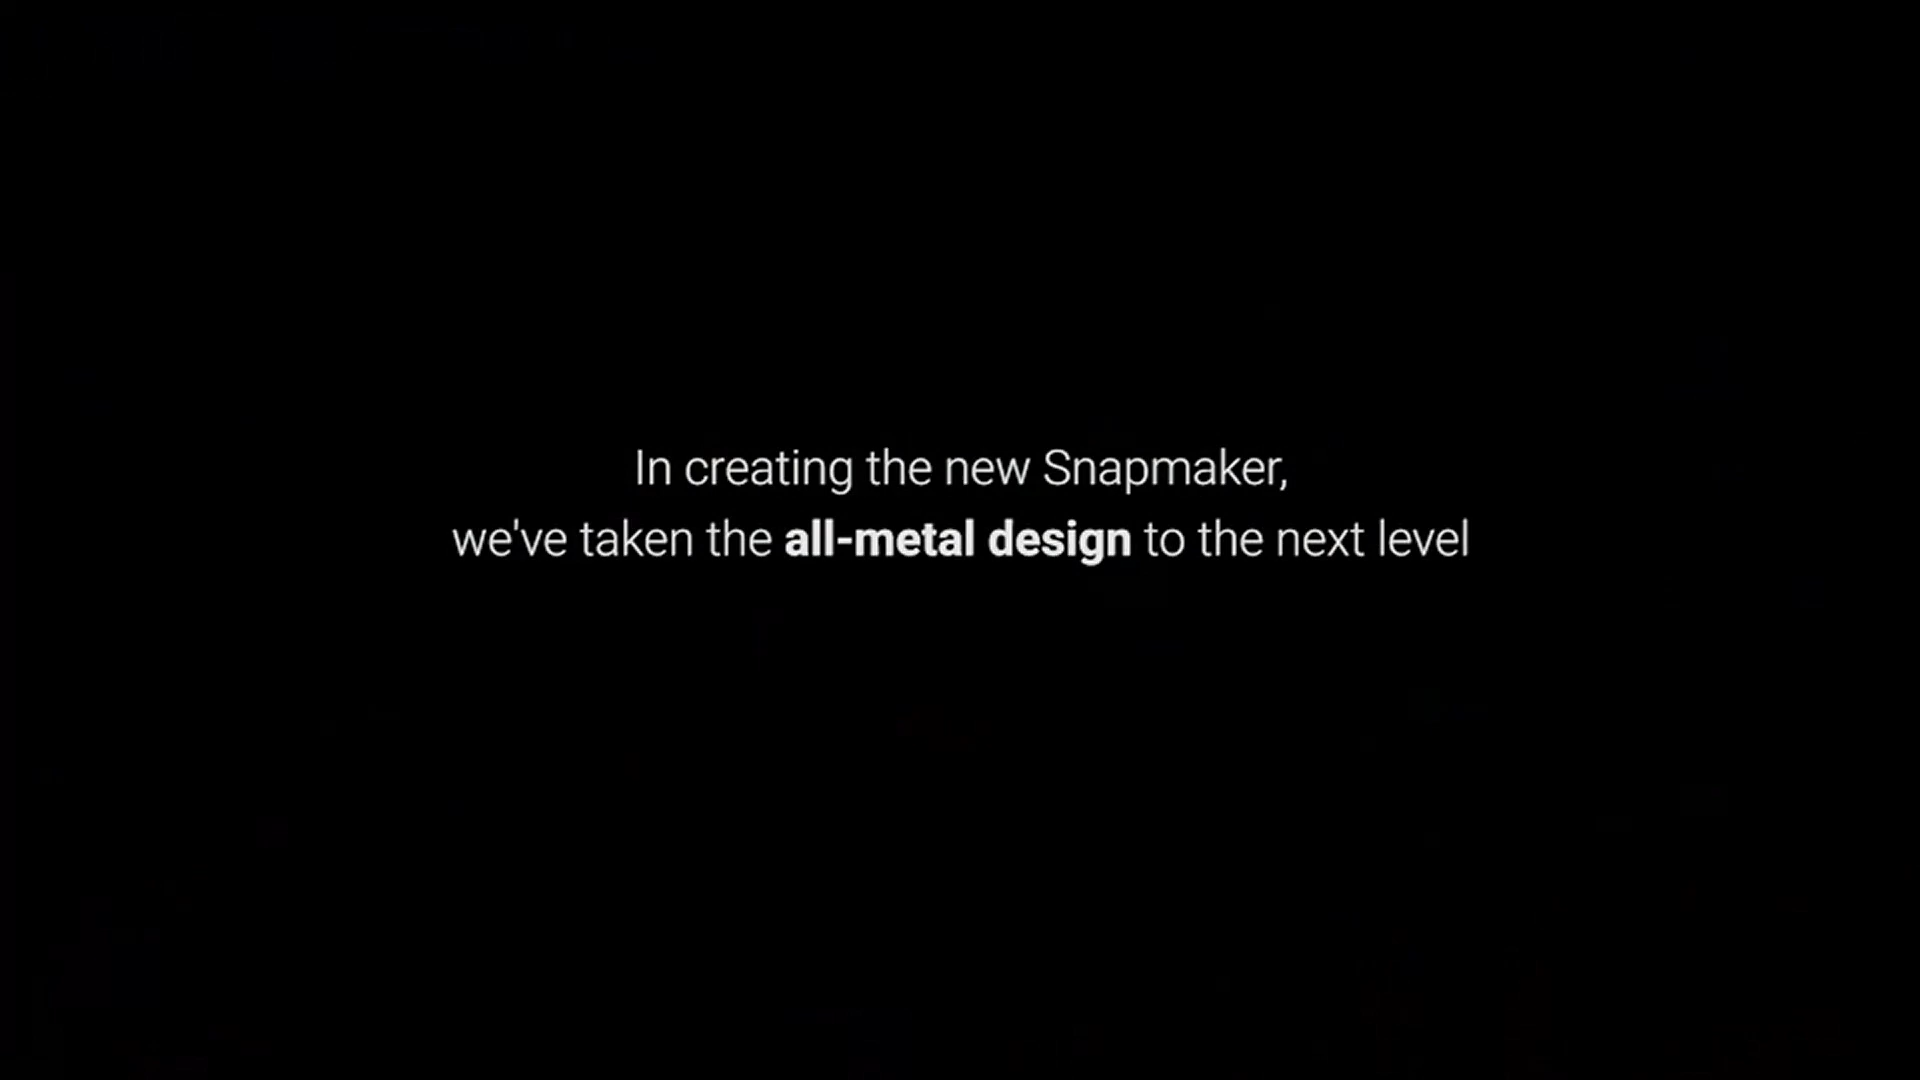 In creating the new Snapmaker,
we've taken the all-metal design to the next level